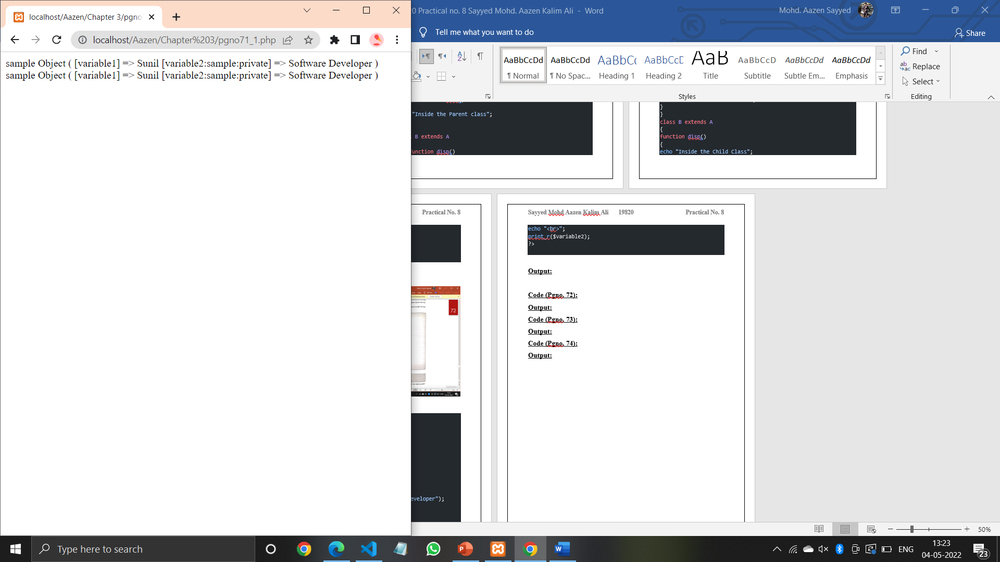 localhost/Aazen/Chapter 3/pgno
localhost/Aazen/Chapter%203/pgno71_1.php
sample Object ( [variable1] => Sunil [variable2:sample:private] => Software Developer )
sample Object ( [variable1] => Sunil [variable2:sample:private] => Software Developer )
0 Practical no. 8 Sayyed Mohd. Aazen Kalim Ali - Word
Mohd. Aazen Sayyed
Tell me what you want to do
Share
AaBbCcDd AaBbCcDd AaBbCc AaBbCcD AaB AaBbCcD AaBbCcDd AaBbCcDd
¶ Normal ¶ No Spac... Heading 1 Heading 2 Title Subtitle Subtle Em... Emphasis
Find
Replace
Select
Styles
Editing
"Inside the Parent class";
B extends A
function disp()
}
}
class B extends A
{
function disp()
{
echo "Inside the Child Class";
Practical No. 8
72
eveloper");
Sayyed Mohd Aazen Kalim Ali 19820 Practical No. 8
echo "<br>";
print_r($variable2);
?>
Output:
Code (Pgno. 72):
Output:
Code (Pgno. 73):
Output:
Code (Pgno. 74):
Output:
50%
Type here to search
ENG
13:23
04-05-2022
23